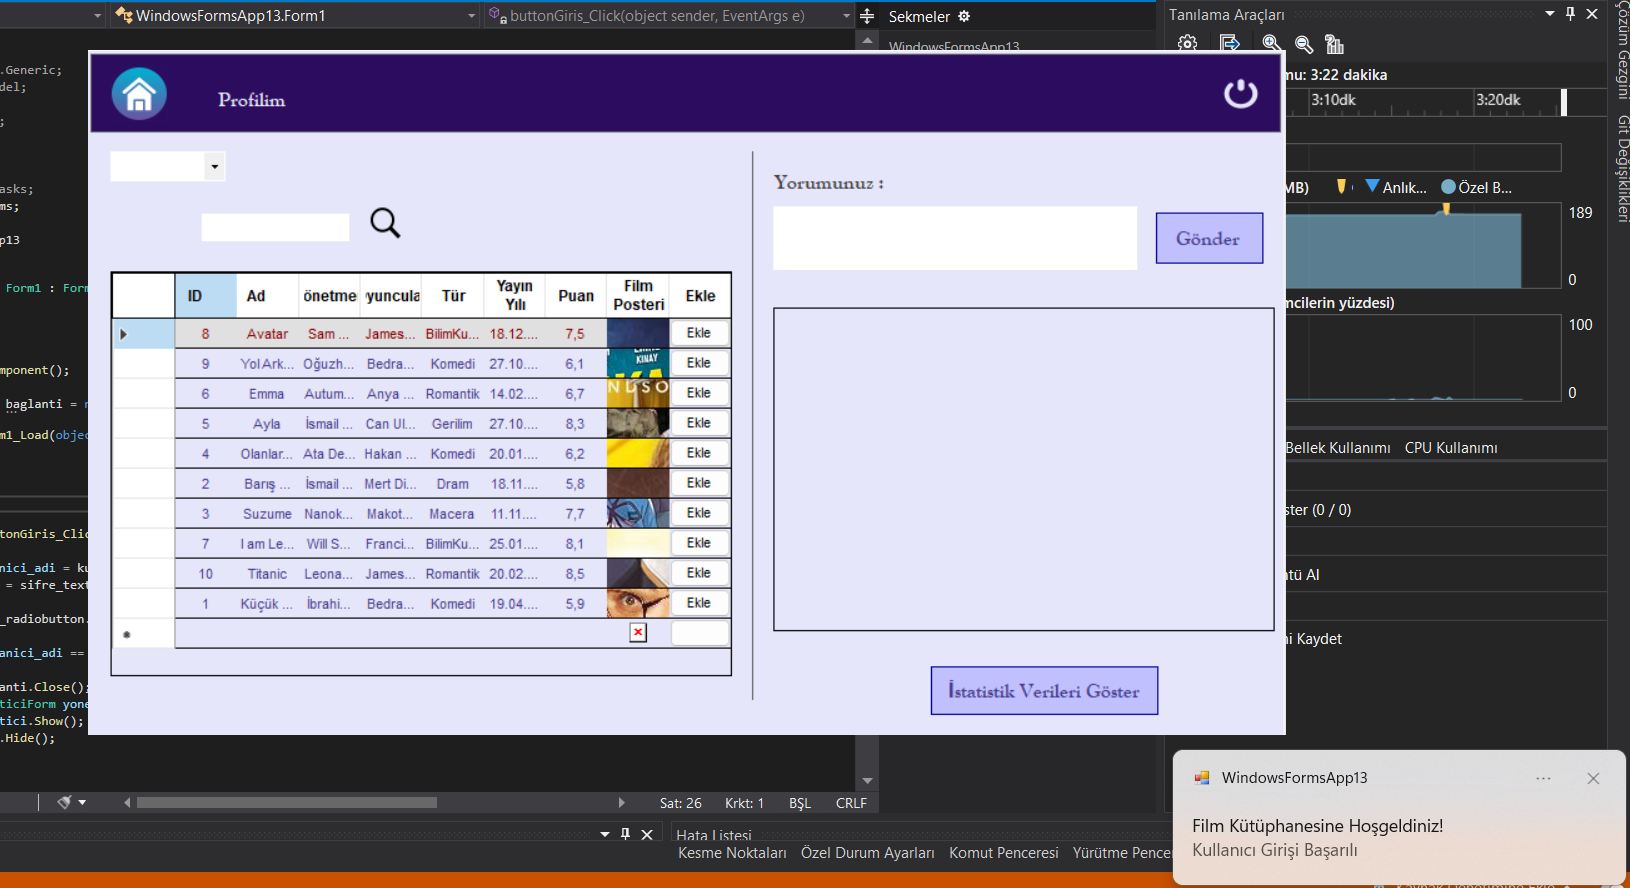 WindowsFormsApp13.Form1
buttonGiris_Click(object sender, EventArgs e)
Sekmeler
WindowsFormsApp13
Tanılama Araçları
mu: 3:22 dakika
3:10dk
3:20dk
MB)
Anlık...
Özel B...
189
0
mcilerin yüzdesi)
100
0
Bellek Kullanımı
CPU Kullanımı
ster (0 / 0)
ntü Al
ni Kaydet
Çözüm Gezgini
Git Değişiklikleri
.Generic;
del;
;
asks;
ms;
p13
Form1 : Form
mponent();
baglanti = n
m1_Load(objec
tonGiris_Clic
anici_adi = ku
= sifre_text
_radiobutton.
anici_adi ==
anti.Close();
ticiForm yone
tici.Show();
.Hide();
Profilim
Yorumunuz :
Gönder
ID Ad önetme yuncula Tür Yayın Yılı Puan Film Posteri Ekle
8 Avatar Sam ... James... BilimKu... 18.12.... 7,5 Ekle
9 Yol Ark... Oğuzh... Bedra... Komedi 27.10.... 6,1 KINAY Ekle
6 Emma Autum... Anya ... Romantik 14.02.... 6,7 NDSO Ekle
5 Ayla İsmail ... Can Ul... Gerilim 27.10.... 8,3 Ekle
4 Olanlar... Ata De... Hakan ... Komedi 20.01.... 6,2 Ekle
2 Barış ... İsmail ... Mert Di... Dram 18.11.... 5,8 Ekle
3 Suzume Nanok... Makot... Macera 11.11.... 7,7 Ekle
7 I am Le... Will S... Franci... BilimKu... 25.01.... 8,1 Ekle
10 Titanic Leona... James... Romantik 20.02.... 8,5 Ekle
1 Küçük ... İbrahi... Bedra... Komedi 19.04.... 5,9 Ekle
İstatistik Verileri Göster
Sat: 26
Krkt: 1
BŞL
CRLF
Hata Listesi
Kesme Noktaları
Özel Durum Ayarları
Komut Penceresi
Yürütme Pencer
WindowsFormsApp13
Film Kütüphanesine Hoşgeldiniz!
Kullanıcı Girişi Başarılı